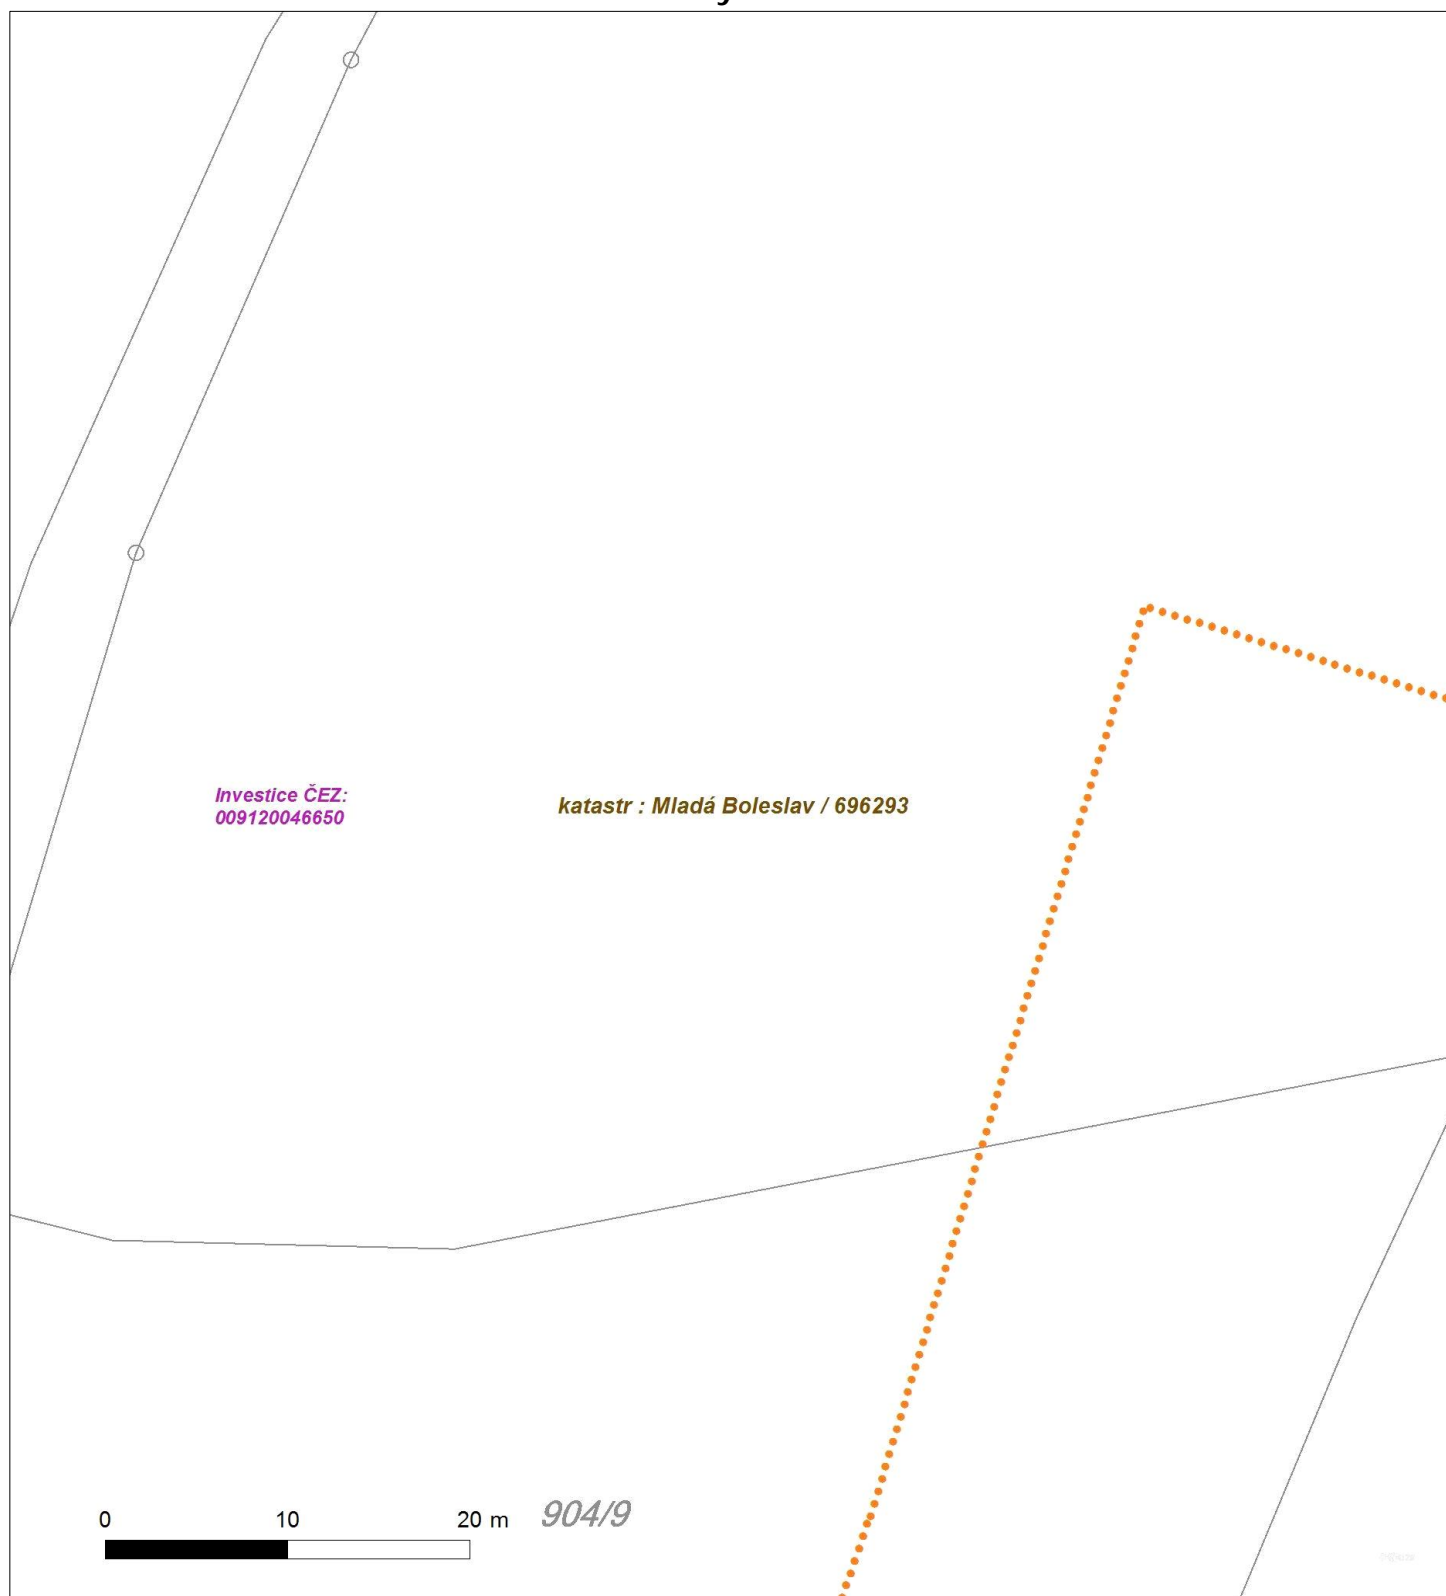 Investice ČEZ:
009120046650
katastr : Mladá Boleslav / 696293
0 10 20 m
904/9